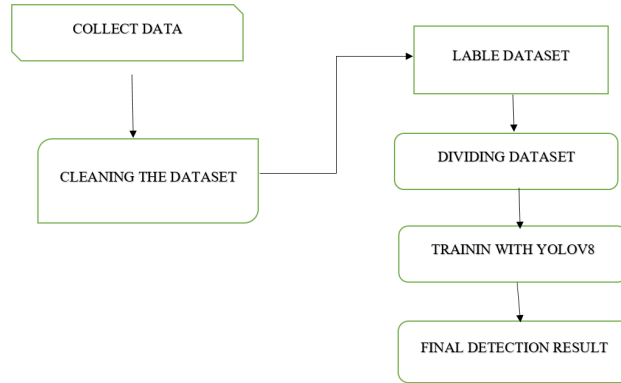 COLLECT DATA
CLEANING THE DATASET
LABLE DATASET
DIVIDING DATASET
TRAININ WITH YOLOV8
FINAL DETECTION RESULT